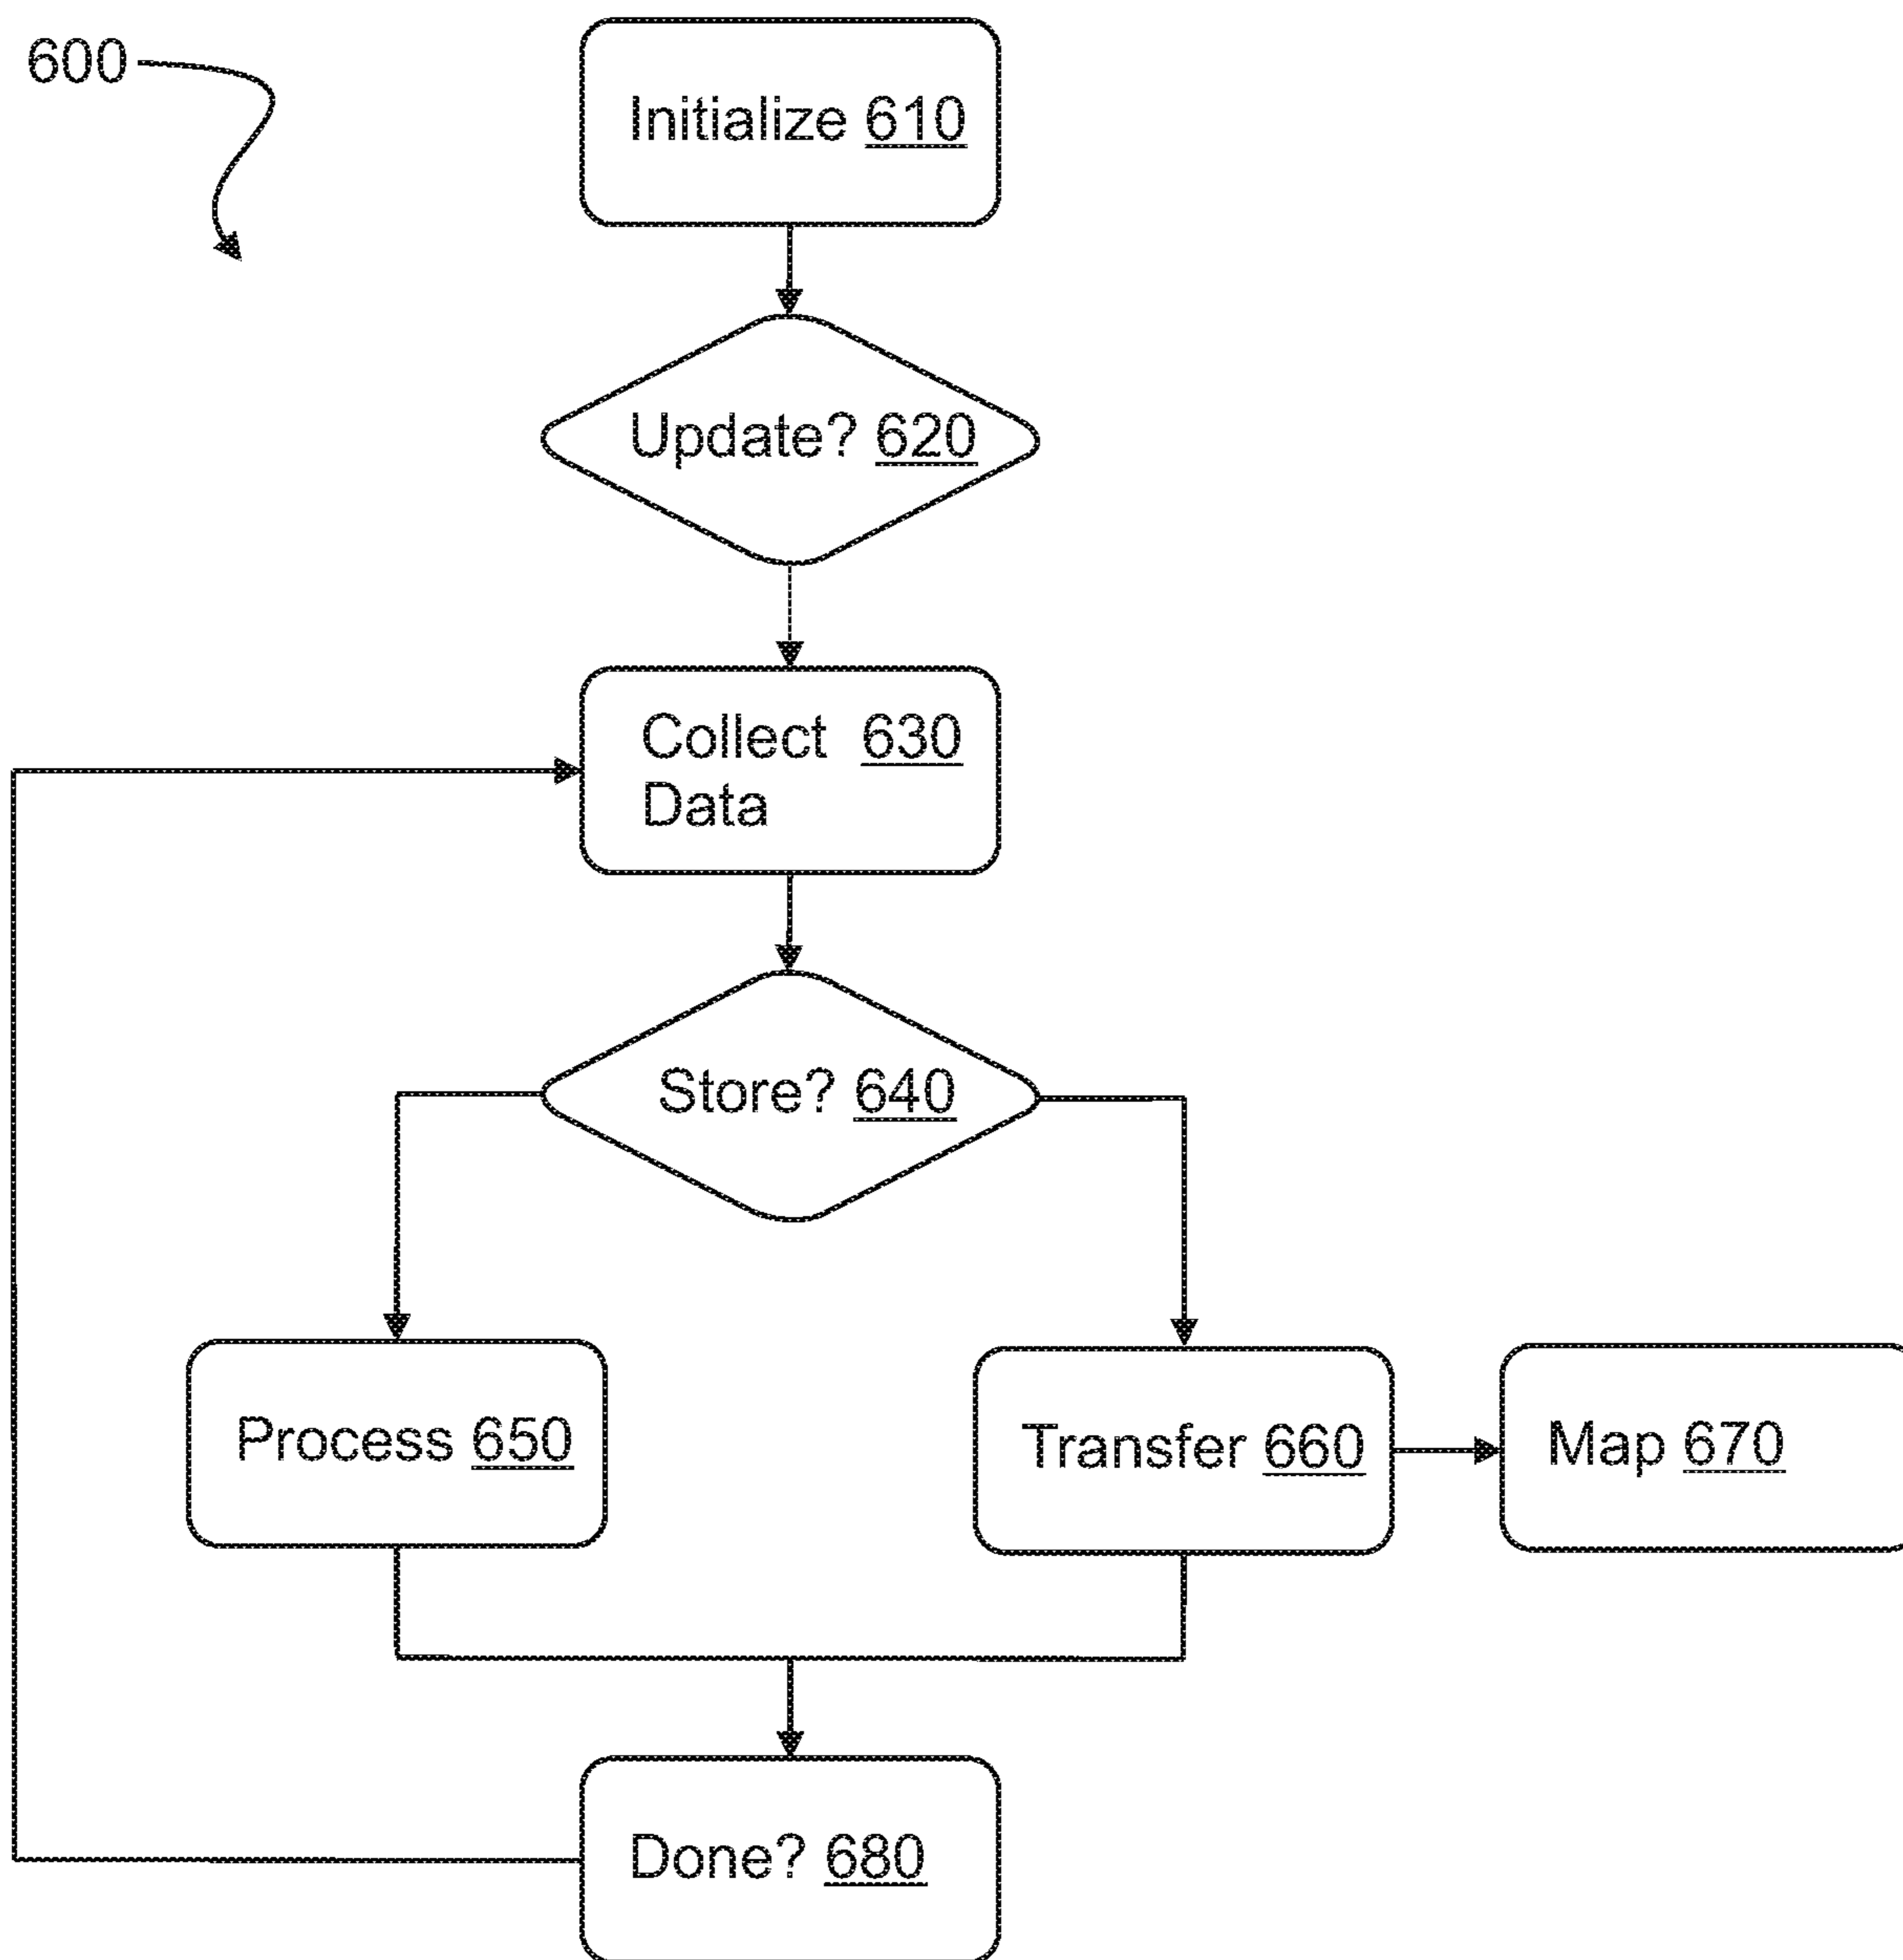 600
Initialize 610
Update? 620
Collect 630
Data
Store? 640
Process 650
Transfer 660
Map 670
Done? 680